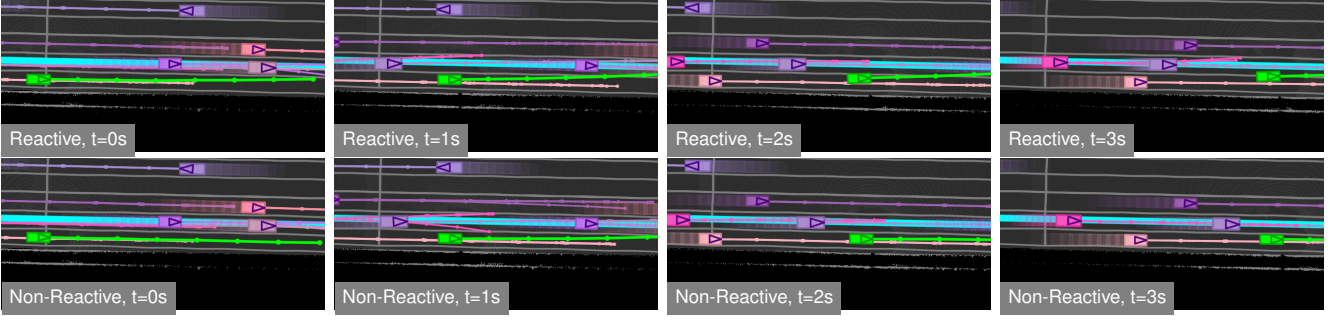 Reactive, t=0s
Reactive, t=1s
Reactive, t=2s
Reactive, t=3s
Non-Reactive, t=0s
Non-Reactive, t=1s
Non-Reactive, t=2s
Non-Reactive, t=3s